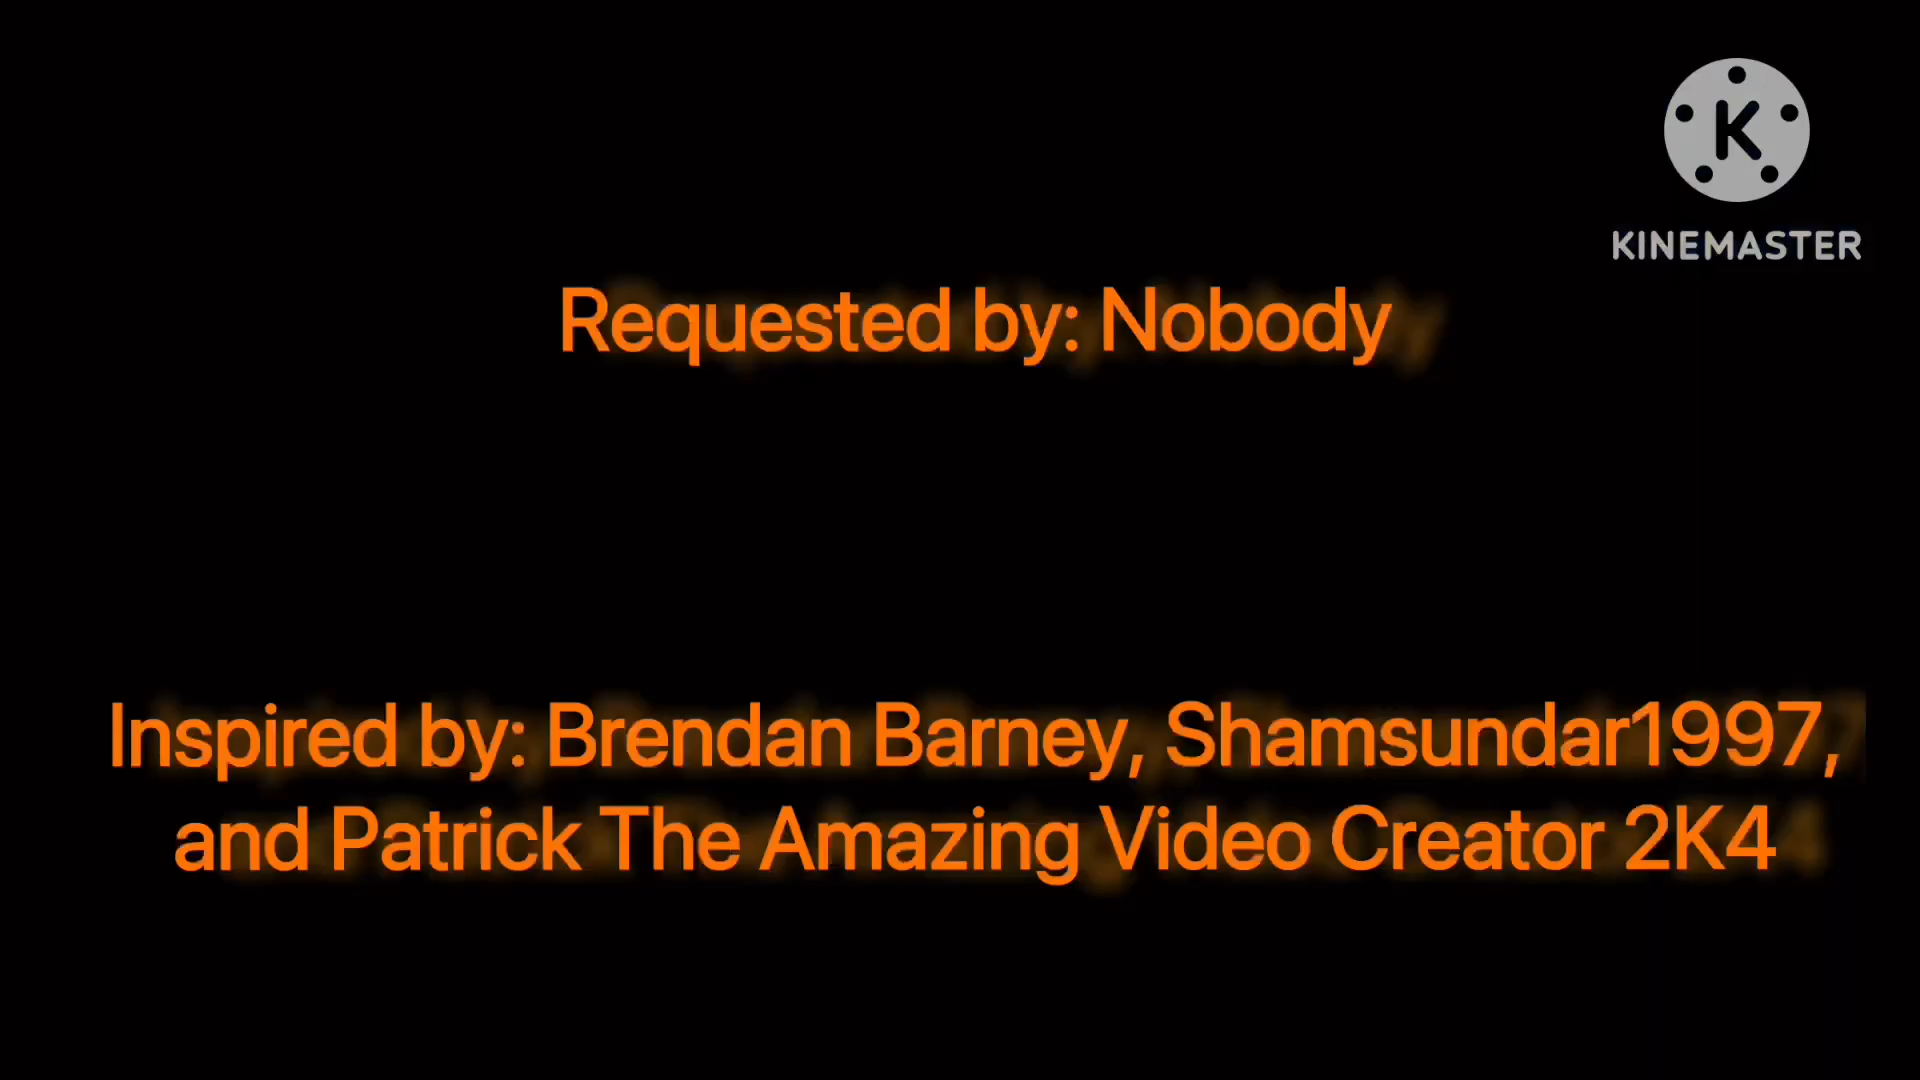 K
KINEMASTER
Requested by: Nobody
Inspired by: Brendan Barney, Shamsundar1997,
and Patrick The Amazing Video Creator 2K4